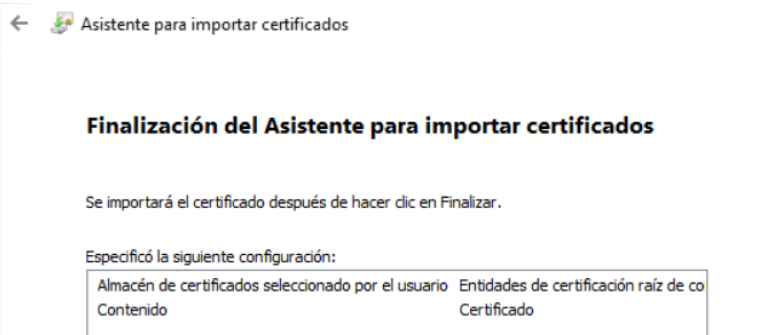 Asistente para importar certificados
Finalización del Asistente para importar certificados
Se importará el certificado después de hacer clic en Finalizar.
Especificó la siguiente configuración:
Almacén de certificados seleccionado por el usuario Entidades de certificación raíz de co
Contenido Certificado